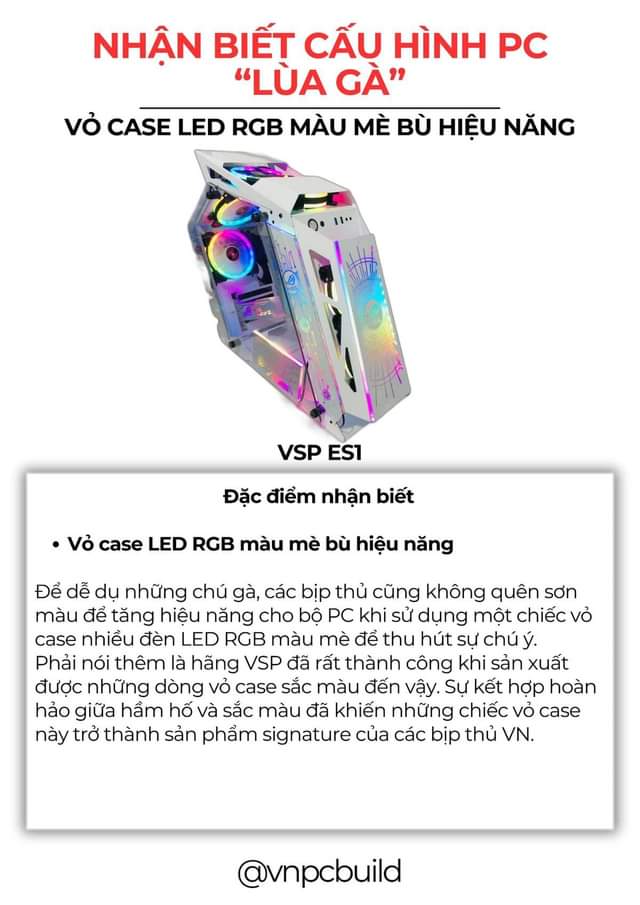 NHẬN BIẾT CẤU HÌNH PC
“LÙA GÀ”
VỎ CASE LED RGB MÀU MÈ BÙ HIỆU NĂNG
VSP ES1
Đặc điểm nhận biết
• Vỏ case LED RGB màu mè bù hiệu năng
Để dễ dụ những chú gà, các bịp thủ cũng không quên sơn
màu để tăng hiệu năng cho bộ PC khi sử dụng một chiếc vỏ
case nhiều đèn LED RGB màu mè để thu hút sự chú ý.
Phải nói thêm là hãng VSP đã rất thành công khi sản xuất
được những dòng vỏ case sắc màu đến vậy. Sự kết hợp hoàn
hảo giữa hầm hố và sắc màu đã khiến những chiếc vỏ case
này trở thành sản phẩm signature của các bịp thủ VN.
@vnpcbuild